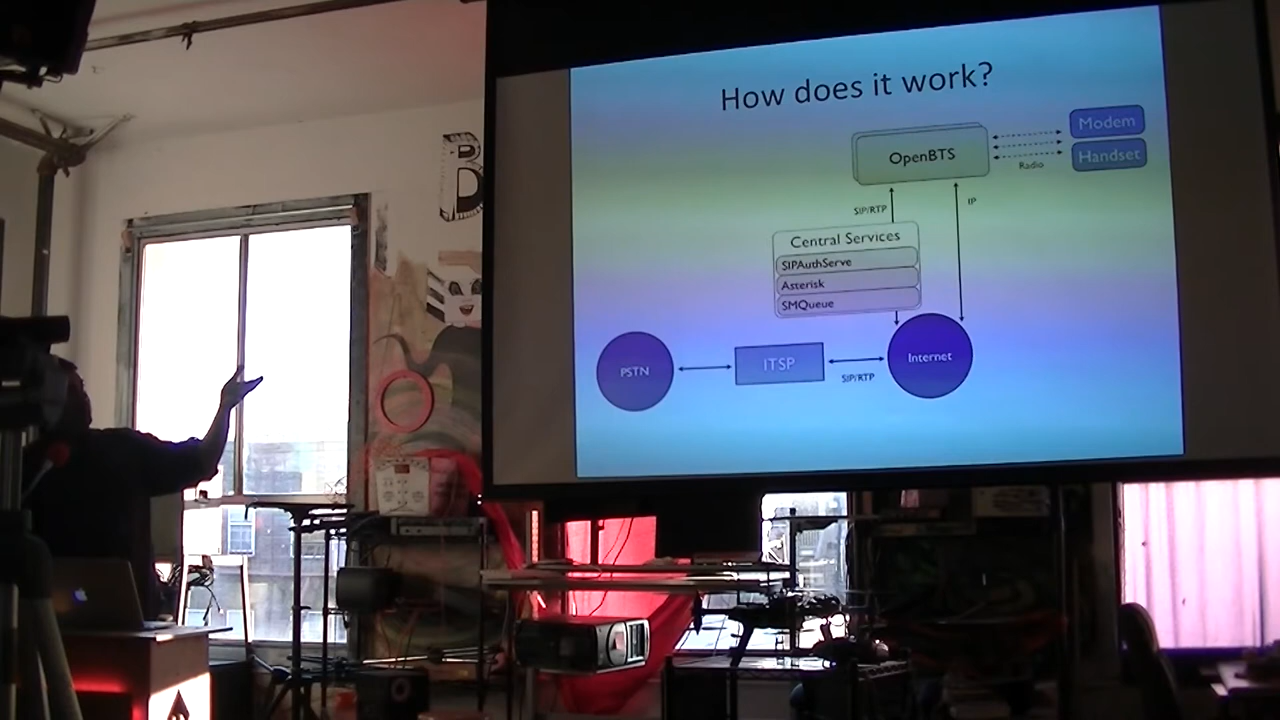 How does it work?
B
OpenBTS
Modem
Handset
Radio
SIP/RTP
IP
Central Services
SIPAuthServe
Asterisk
SMQueue
PSTN
ITSP
SIP/RTP
Internet